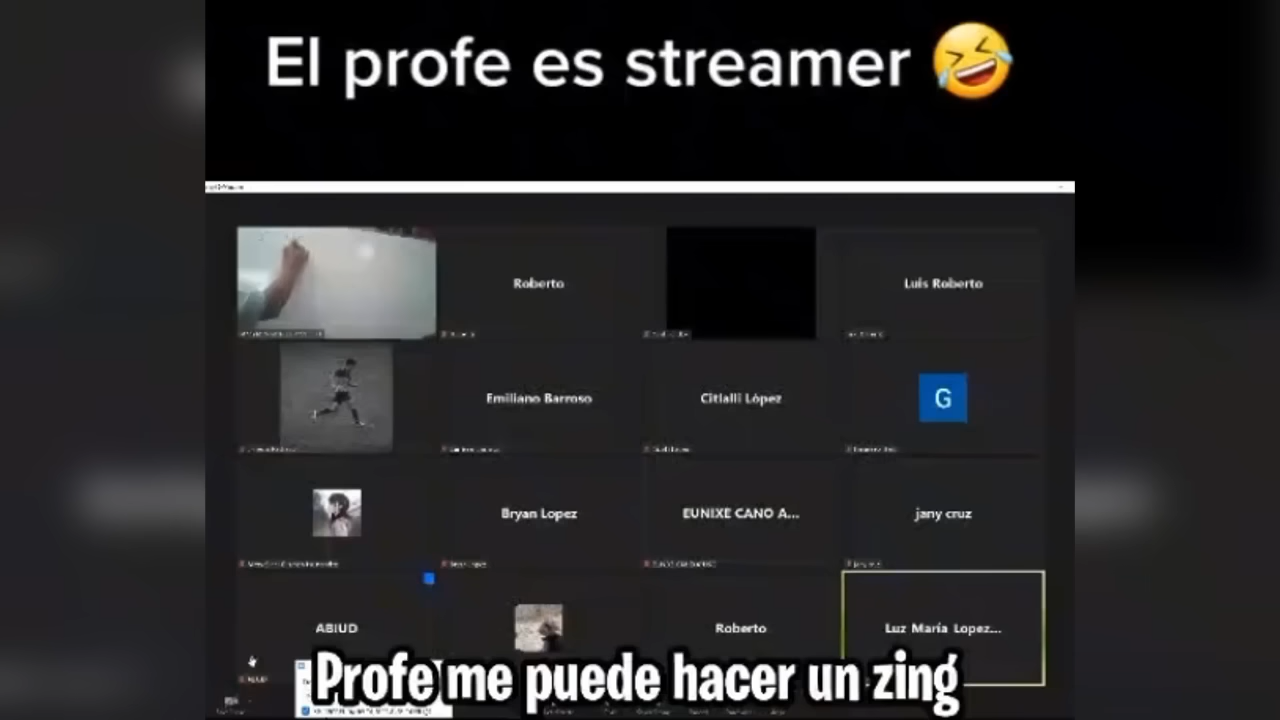 El profe es streamer 🤣
Roberto
Luis Roberto
Emiliano Barroso
Citlalli López
G
Bryan Lopez
EUNIXE CANO A...
jany cruz
ABIUD
Roberto
Luz María Lopez...
Profe me puede hacer un zing